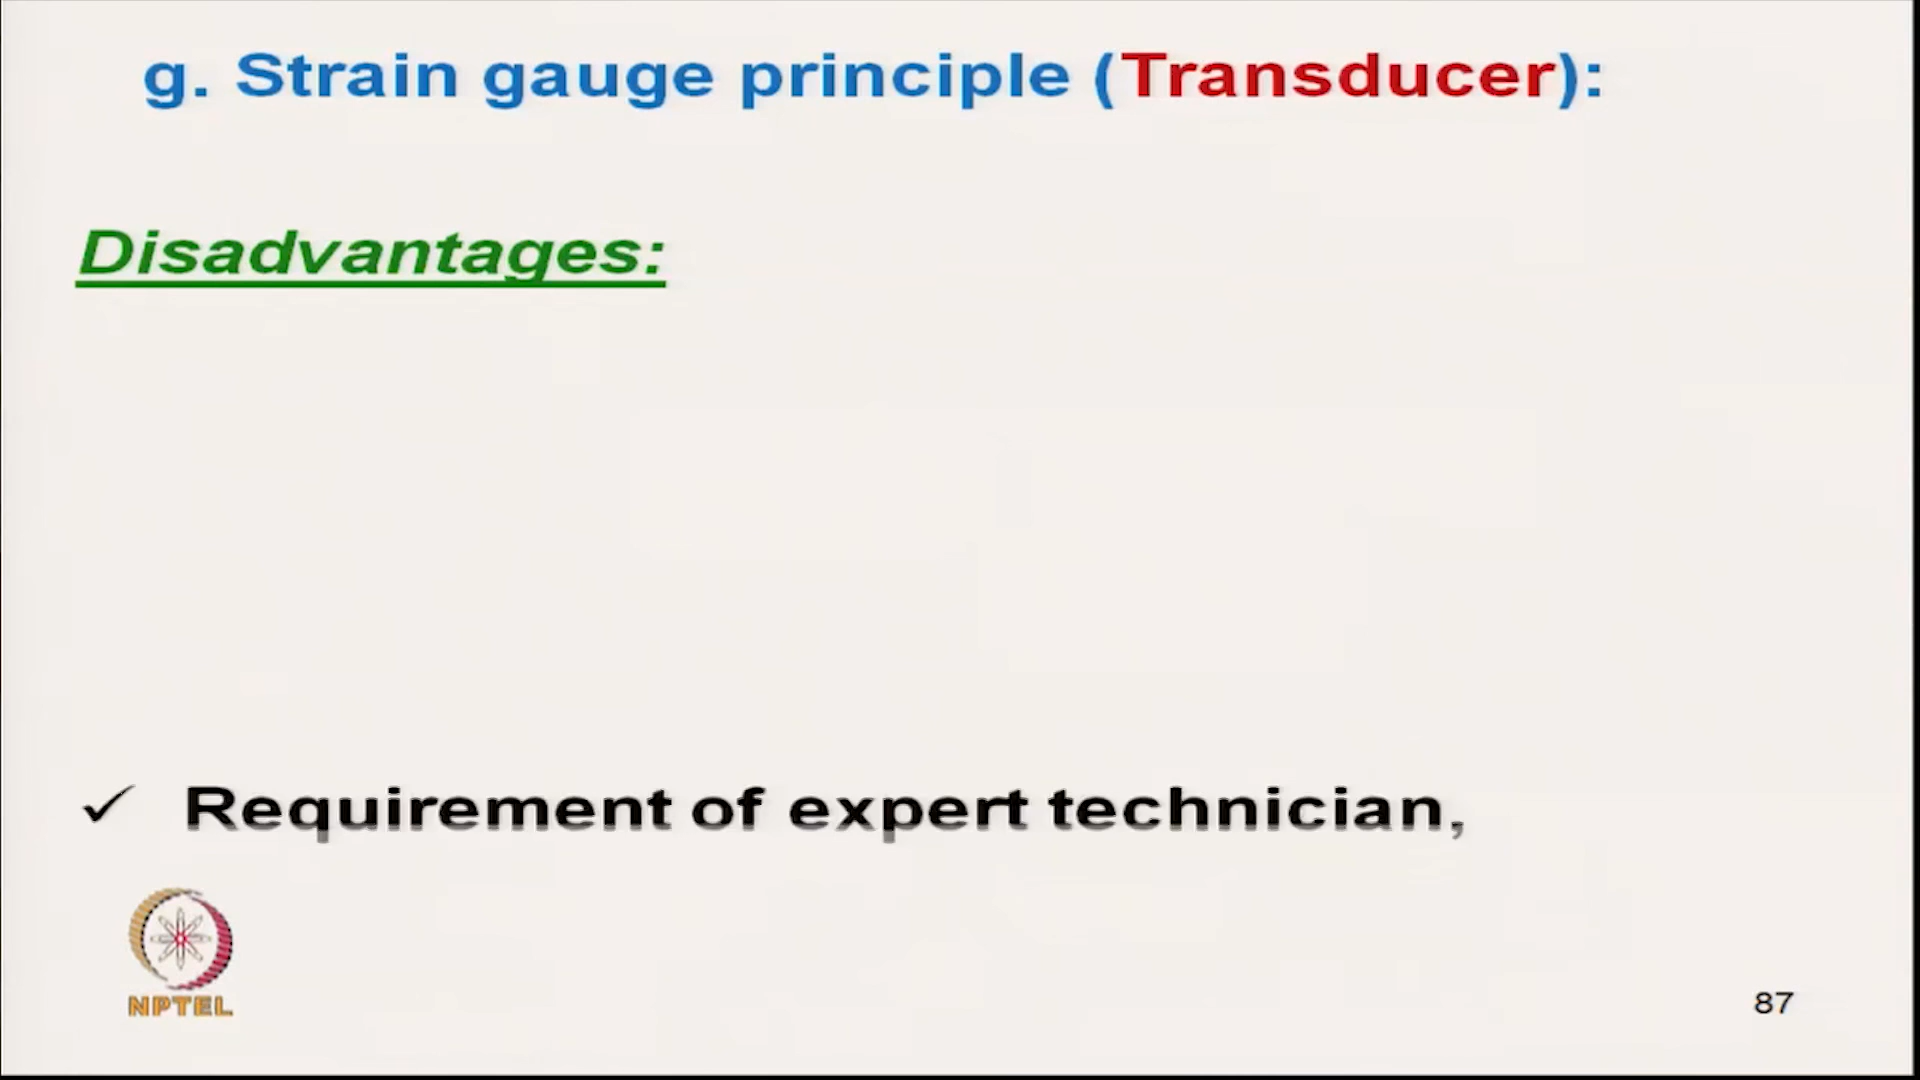 g. Strain gauge principle (Transducer):
Disadvantages:
✓ Requirement of expert technician,
NPTEL
87